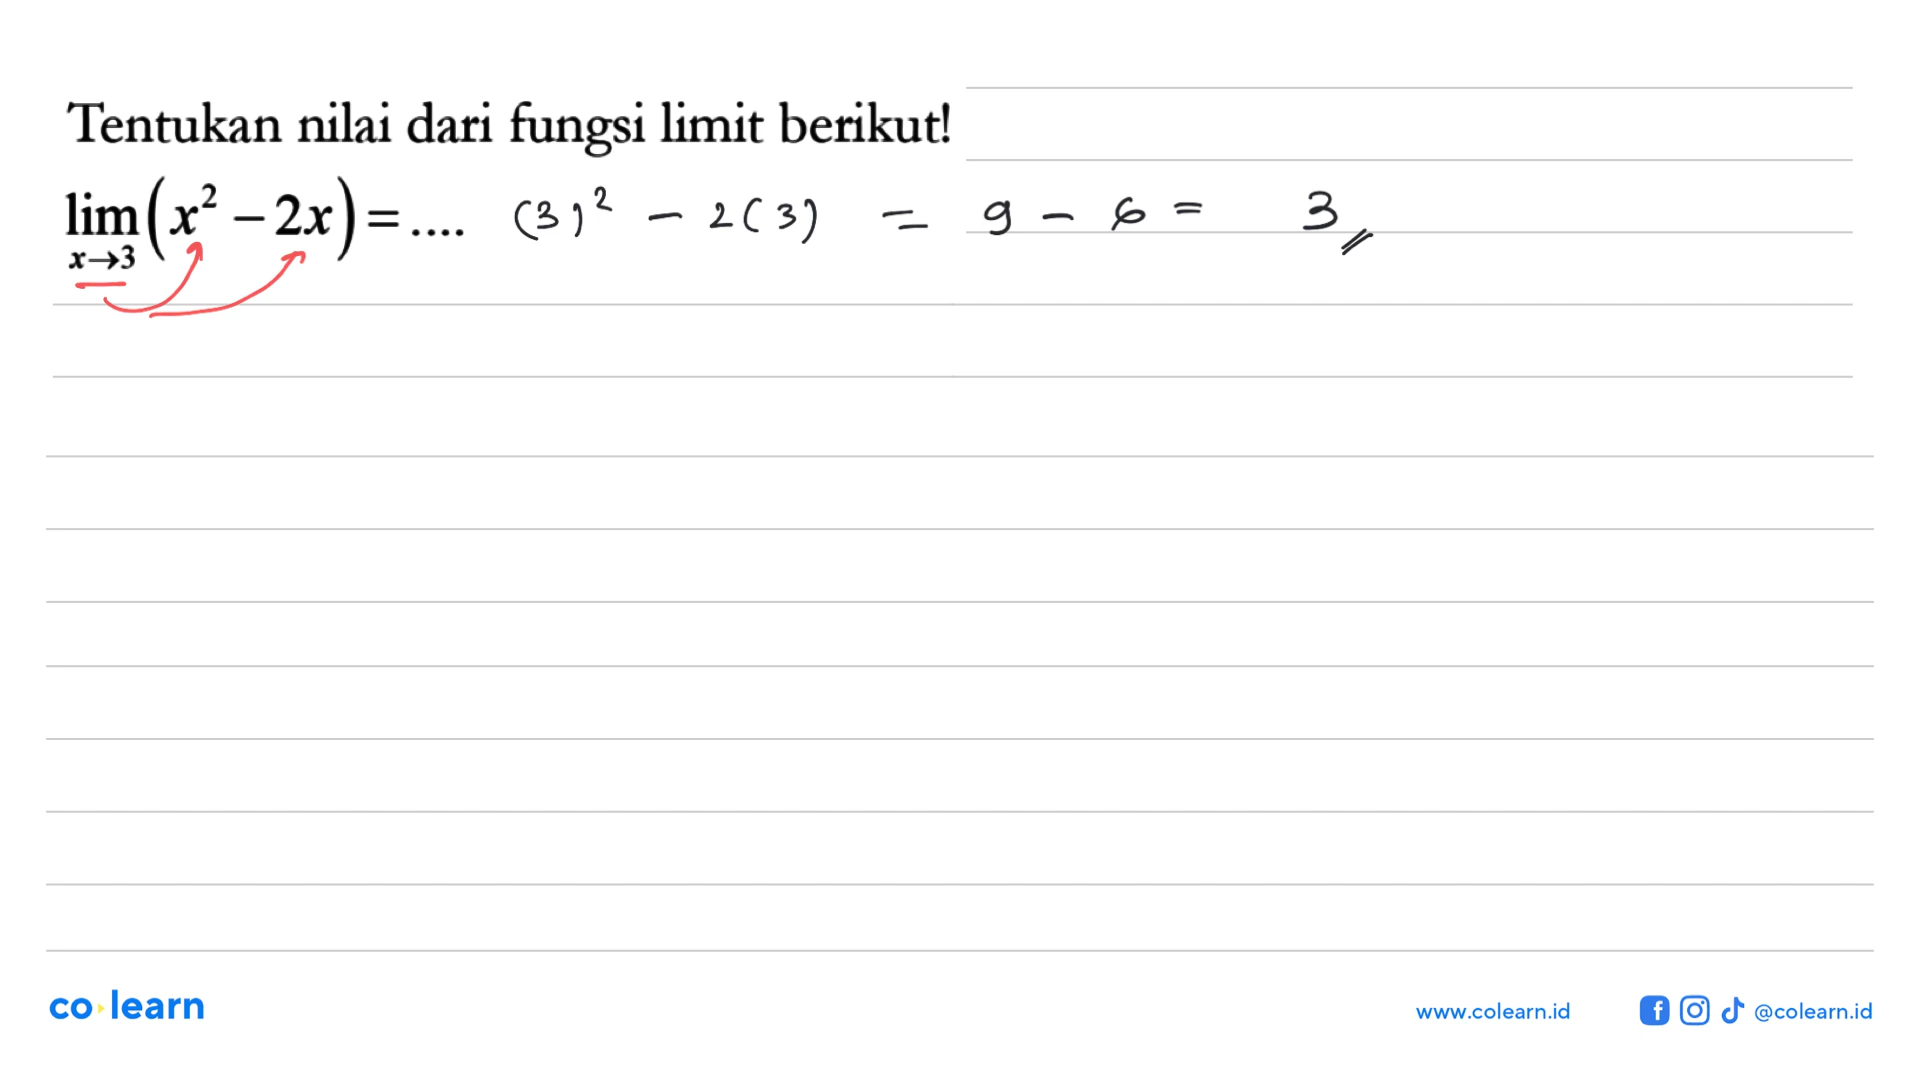 Tentukan nilai dari fungsi limit berikut!
lim x→3 (x² − 2x) = .... (3)² − 2(3) = 9 − 6 = 3
co learn
www.colearn.id @colearn.id